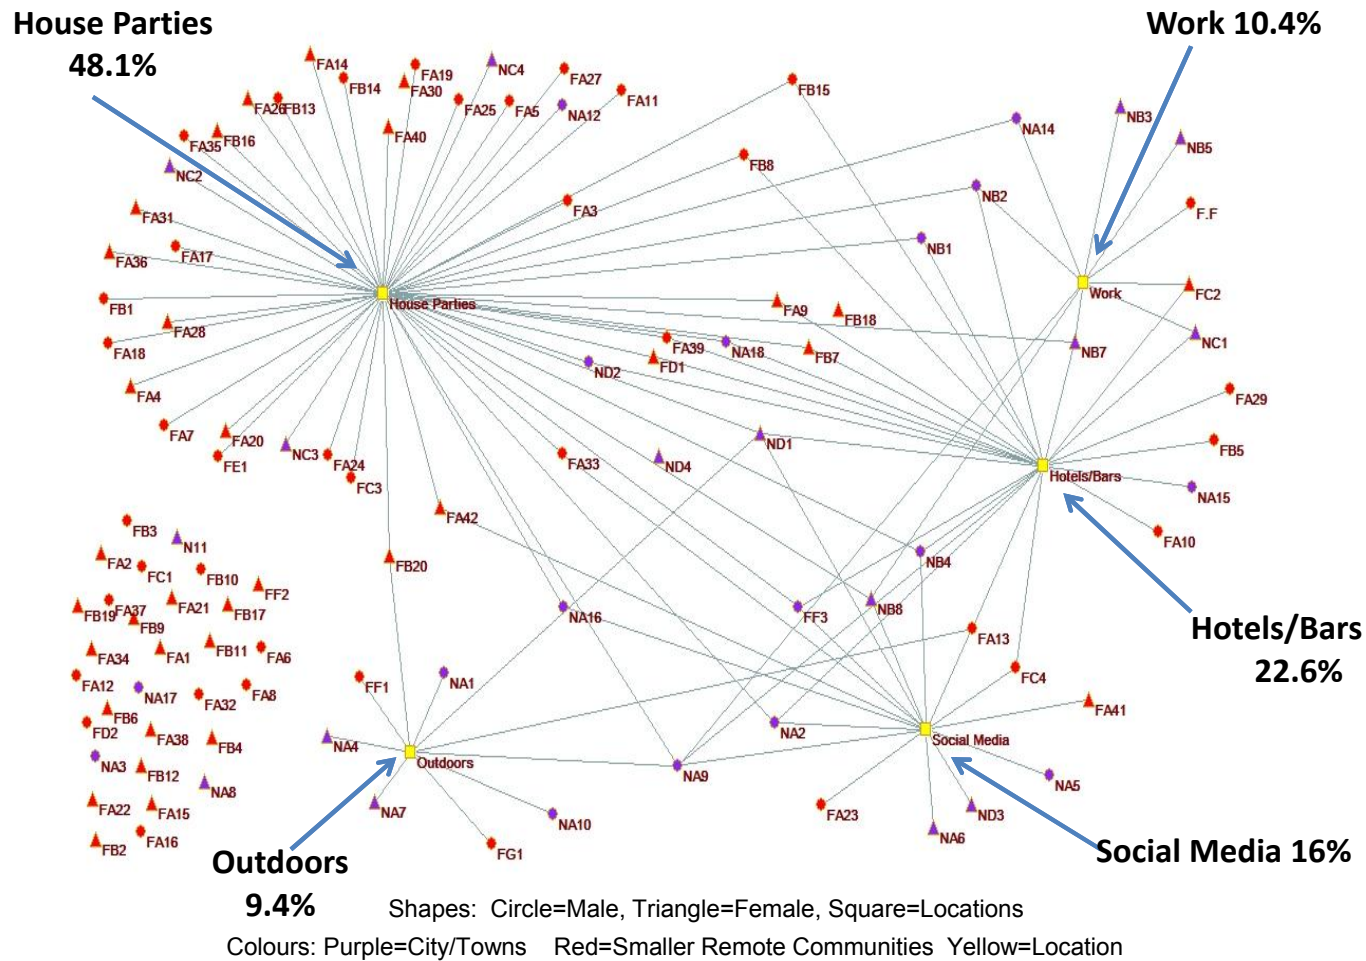 House Parties
48.1%
Work 10.4%
FA14
FB14
FA19
FA30
NC4
FA27
FA11
FB15
FA26
FB13
FA25
FA5
NA12
NA14
NB3
FA35
FB16
FA40
NB5
NC2
FB8
NB2
FA31
FA3
F.F
FA36
FA17
NB1
House Parties
Work
FC2
FB1
FA28
FA9
FB18
FA18
FA39
NA18
FB7
NB7
NC1
ND2
FD1
FA4
FA29
FA7
FA20
FE1
NC3
FA24
FC3
FA33
ND4
ND1
FB5
Hotels/Bars
NA15
FA42
FA10
FB3
N11
FA2
FC1
FB10
FF2
FB20
NB4
FB19
FA37
FB9
FA21
FB17
NA16
FF3
NB8
FA13
FA34
FA1
FB11
FA6
Hotels/Bars
22.6%
FA12
NA17
FA32
FA8
FF1
NA1
FC4
FB6
FD2
FA38
FB4
NA4
Outdoors
NA9
NA2
Social Media
FA41
NA3
FB12
NA8
NA5
FA22
FA15
NA7
NA10
FA23
ND3
NA6
FB2
FA16
FG1
Outdoors
9.4%
Social Media 16%
Shapes: Circle=Male, Triangle=Female, Square=Locations
Colours: Purple=City/Towns Red=Smaller Remote Communities Yellow=Location